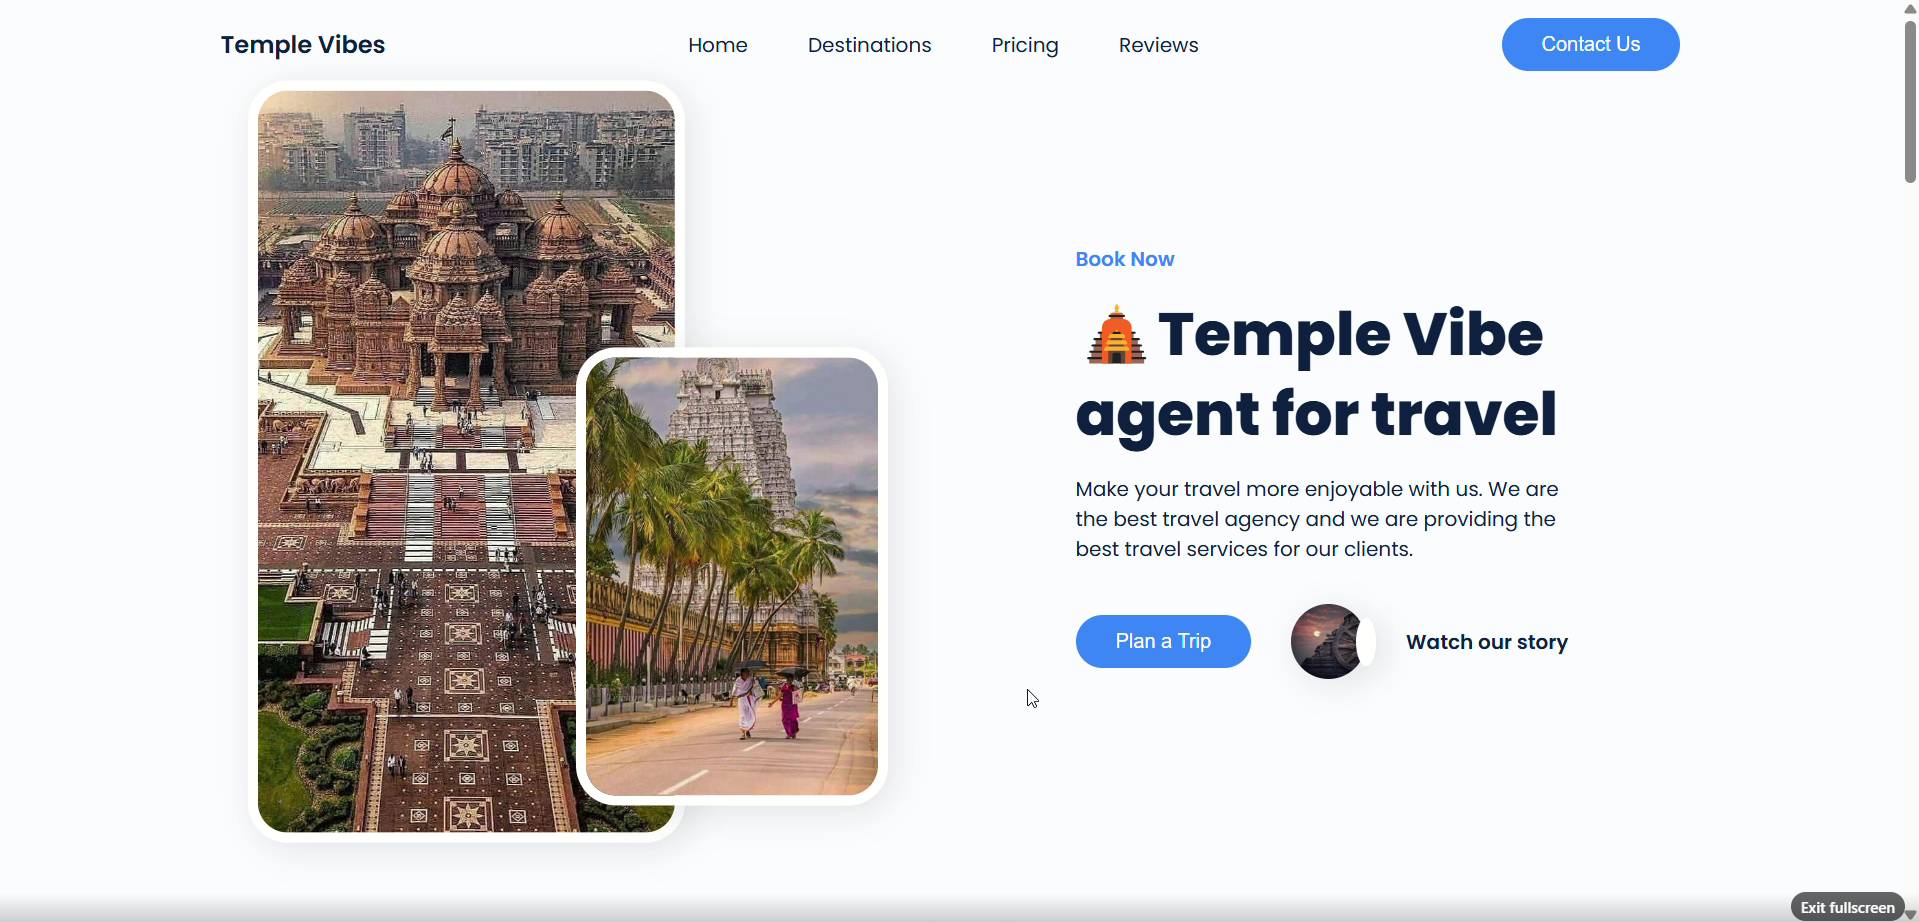 Temple Vibes
Home
Destinations
Pricing
Reviews
Contact Us
Book Now
Temple Vibe
agent for travel
Make your travel more enjoyable with us. We are
the best travel agency and we are providing the
best travel services for our clients.
Plan a Trip
Watch our story
Exit fullscreen